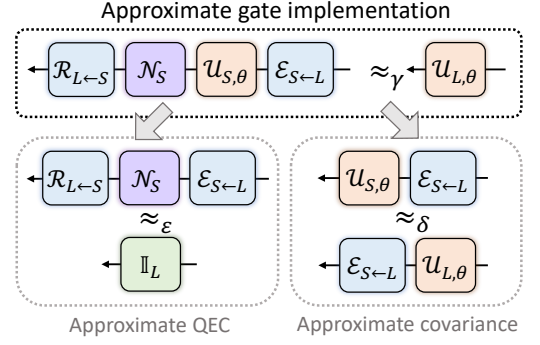 Approximate gate implementation
ℛ_{L←S} 𝒩_S 𝒰_{S,θ} ℰ_{S←L} ≈_γ 𝒰_{L,θ}
ℛ_{L←S} 𝒩_S ℰ_{S←L}
≈_ε
𝕀_L
Approximate QEC
𝒰_{S,θ} ℰ_{S←L}
≈_δ
ℰ_{S←L} 𝒰_{L,θ}
Approximate covariance